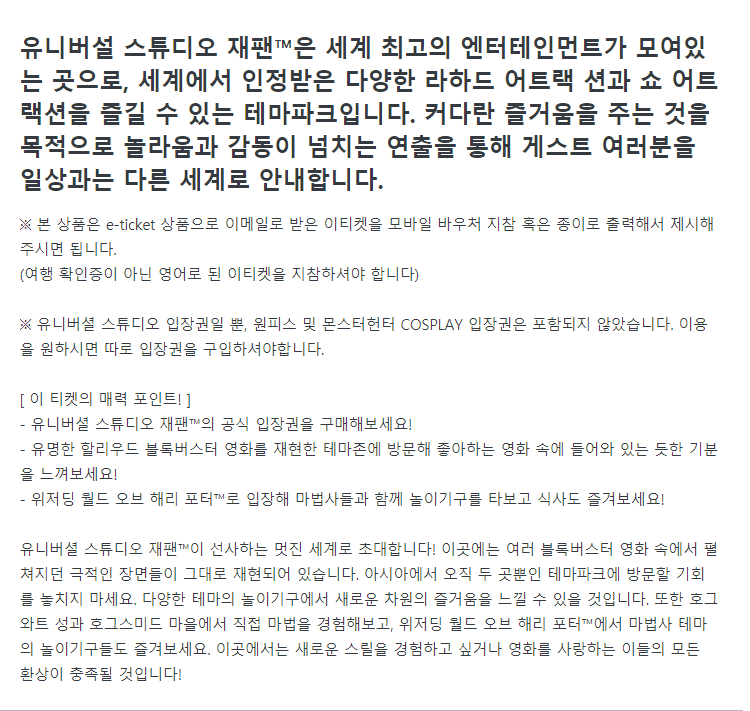 유니버설 스튜디오 재팬™은 세계 최고의 엔터테인먼트가 모여있
는 곳으로, 세계에서 인정받은 다양한 라하드 어트랙 션과 쇼 어트
랙션을 즐길 수 있는 테마파크입니다. 커다란 즐거움을 주는 것을
목적으로 놀라움과 감동이 넘치는 연출을 통해 게스트 여러분을
일상과는 다른 세계로 안내합니다.
※ 본 상품은 e-ticket 상품으로 이메일로 받은 이티켓을 모바일 바우처 지참 혹은 종이로 출력해서 제시해
주시면 됩니다.
(여행 확인증이 아닌 영어로 된 이티켓을 지참하셔야 합니다)
※ 유니버셜 스튜디오 입장권일 뿐, 원피스 및 몬스터헌터 COSPLAY 입장권은 포함되지 않았습니다. 이용
을 원하시면 따로 입장권을 구입하셔야합니다.
[ 이 티켓의 매력 포인트! ]
- 유니버셜 스튜디오 재팬™의 공식 입장권을 구매해보세요!
- 유명한 할리우드 블록버스터 영화를 재현한 테마존에 방문해 좋아하는 영화 속에 들어와 있는 듯한 기분
을 느껴보세요!
- 위저딩 월드 오브 해리 포터™로 입장해 마법사들과 함께 놀이기구를 타보고 식사도 즐겨보세요!
유니버셜 스튜디오 재팬™이 선사하는 멋진 세계로 초대합니다! 이곳에는 여러 블록버스터 영화 속에서 펼
쳐지던 극적인 장면들이 그대로 재현되어 있습니다. 아시아에서 오직 두 곳뿐인 테마파크에 방문할 기회
를 놓치지 마세요. 다양한 테마의 놀이기구에서 새로운 차원의 즐거움을 느낄 수 있을 것입니다. 또한 호그
와트 성과 호그스미드 마을에서 직접 마법을 경험해보고, 위저딩 월드 오브 해리 포터™에서 마법사 테마
의 놀이기구들도 즐겨보세요. 이곳에서는 새로운 스릴을 경험하고 싶거나 영화를 사랑하는 이들의 모든
환상이 충족될 것입니다!